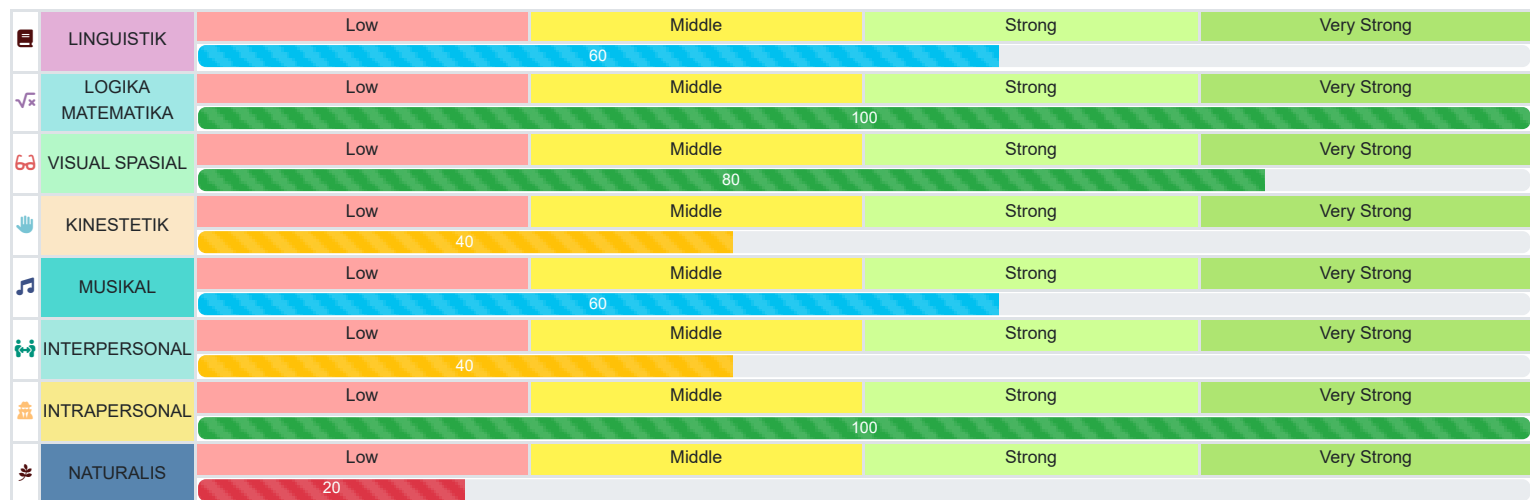 LINGUISTIK
Low Middle Strong Very Strong
60
LOGIKA
MATEMATIKA
Low Middle Strong Very Strong
100
VISUAL SPASIAL
Low Middle Strong Very Strong
80
KINESTETIK
Low Middle Strong Very Strong
40
MUSIKAL
Low Middle Strong Very Strong
60
INTERPERSONAL
Low Middle Strong Very Strong
40
INTRAPERSONAL
Low Middle Strong Very Strong
100
NATURALIS
Low Middle Strong Very Strong
20